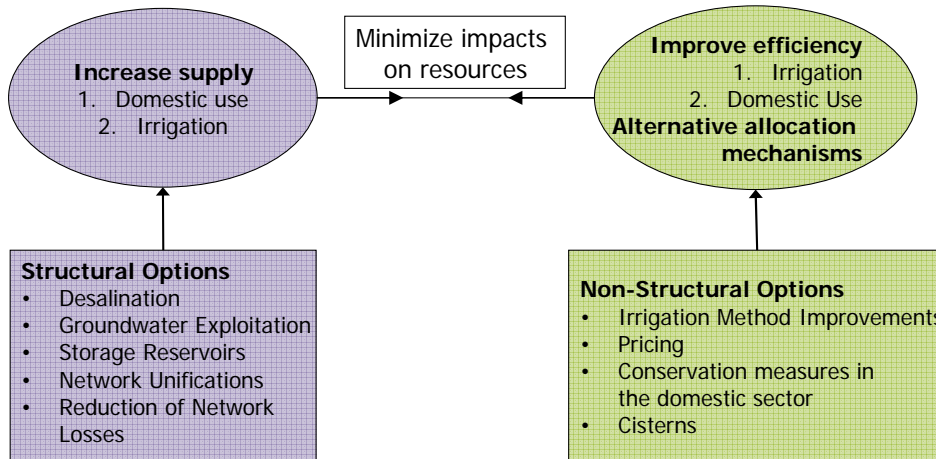 Minimize impacts
on resources
Increase supply
1. Domestic use
2. Irrigation
Improve efficiency
1. Irrigation
2. Domestic Use
Alternative allocation
mechanisms
Structural Options
• Desalination
• Groundwater Exploitation
• Storage Reservoirs
• Network Unifications
• Reduction of Network
Losses
Non-Structural Options
• Irrigation Method Improvements
• Pricing
• Conservation measures in
the domestic sector
• Cisterns